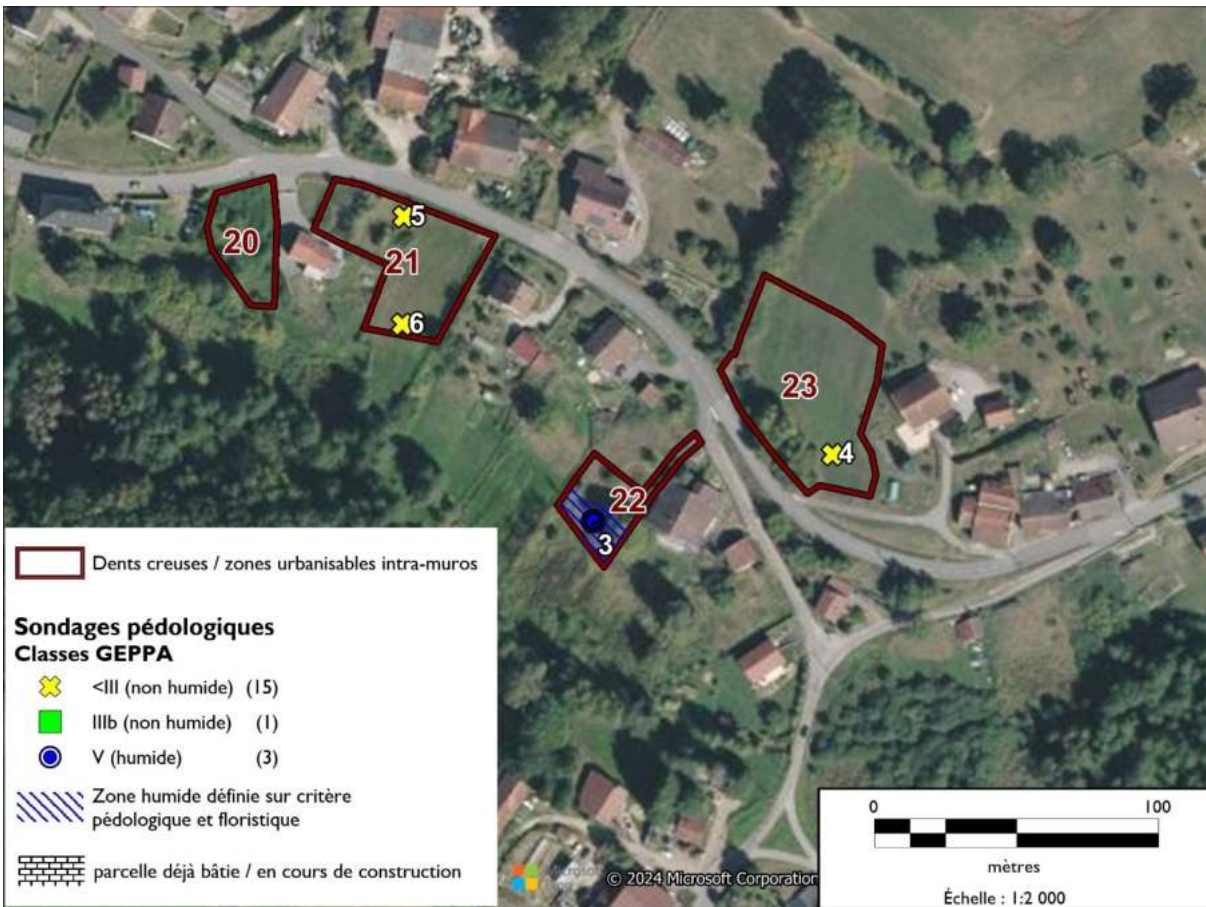 5
20
21
6
23
4
22
3
Dents creuses / zones urbanisable intra-muros
Sondages pédologiques
Classes GEPPA
<III (non humide) (15)
IIIb (non humide) (1)
V (humide) (3)
Zone humide définie sur critère
pédologique et floristique
parcelle déjà bâtie / en cours de construction
0 100
mètres
Échelle : 1:2 000
© 2024 Microsoft Corporation